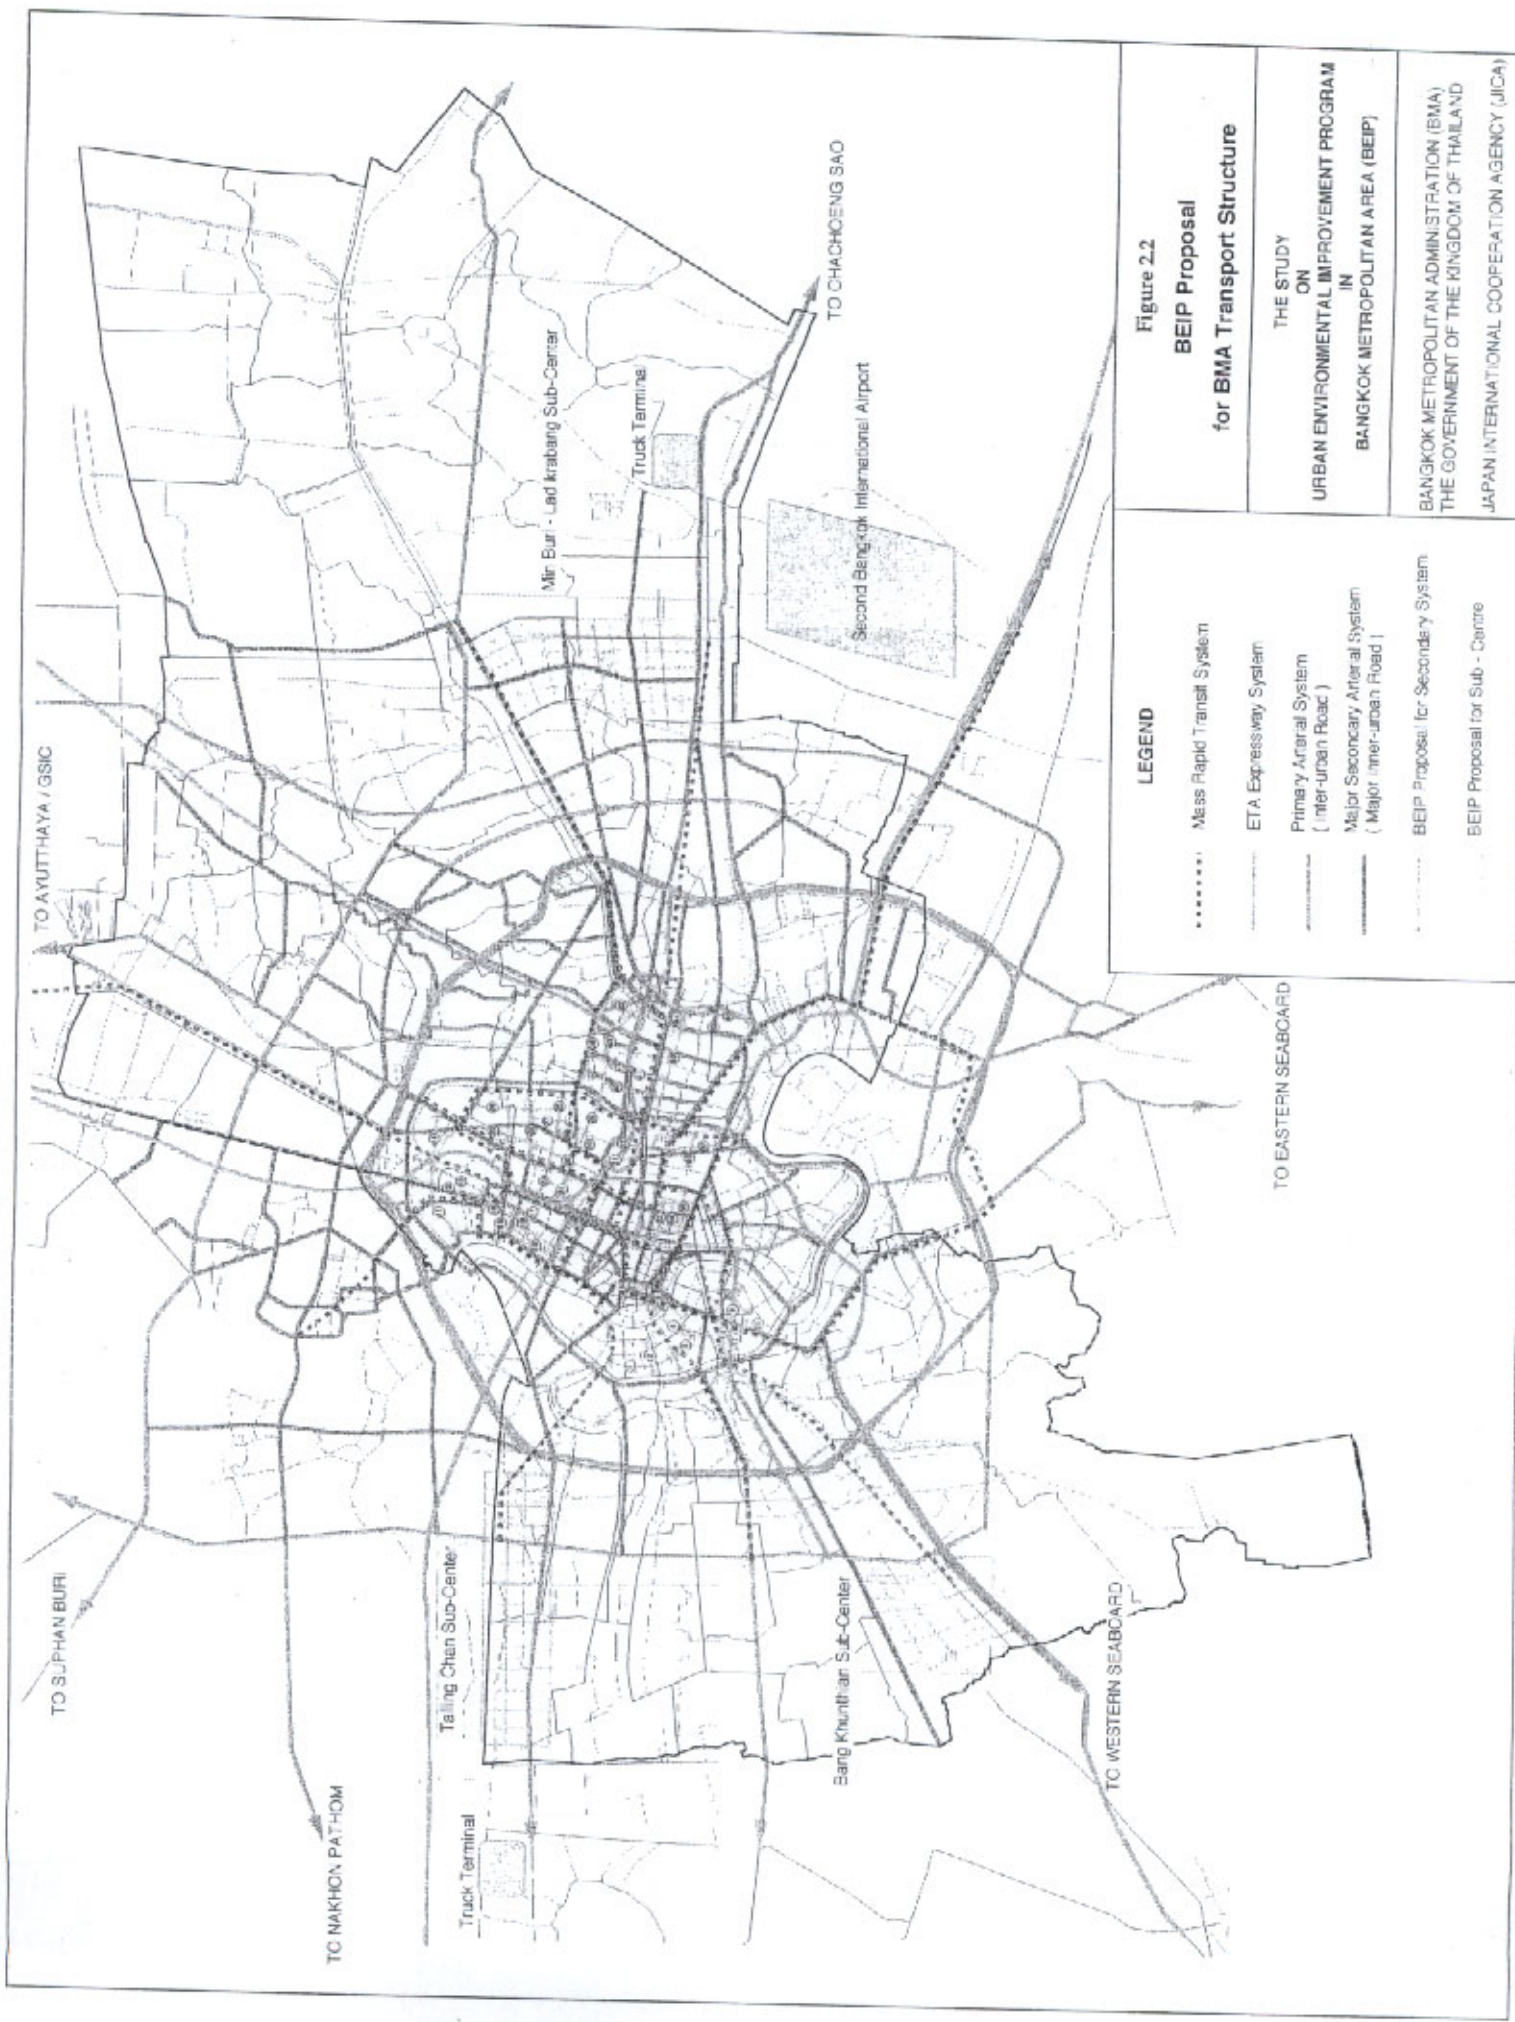 TO AYUTTHAYA / GSIC
TO SUPHAN BURI
TO NAKHON PATHOM
Truck Terminal
Taling Chan Sub-Center
Bang Khunthian Sub-Center
TO WESTERN SEABOARD
TO EASTERN SEABOARD
Min Buri - Lad krabang Sub-Center
Truck Terminal
Second Bangkok International Airport
TO CHACHOENG SAO
LEGEND
Mass Rapid Transit System
ETA Expressway System
Primary Arterial System
( Inter-urban Road )
Major Secondary Arterial System
( Major inner-urban Road )
BEIP Proposal for Secondary System
BEIP Proposal for Sub - Centre
Figure 2.2
BEIP Proposal
for BMA Transport Structure
THE STUDY
ON
URBAN ENVIRONMENTAL IMPROVEMENT PROGRAM
IN
BANGKOK METROPOLITAN AREA (BEIP)
BANGKOK METROPOLITAN ADMINISTRATION (BMA)
THE GOVERNMENT OF THE KINGDOM OF THAILAND
JAPAN INTERNATIONAL COOPERATION AGENCY (JICA)